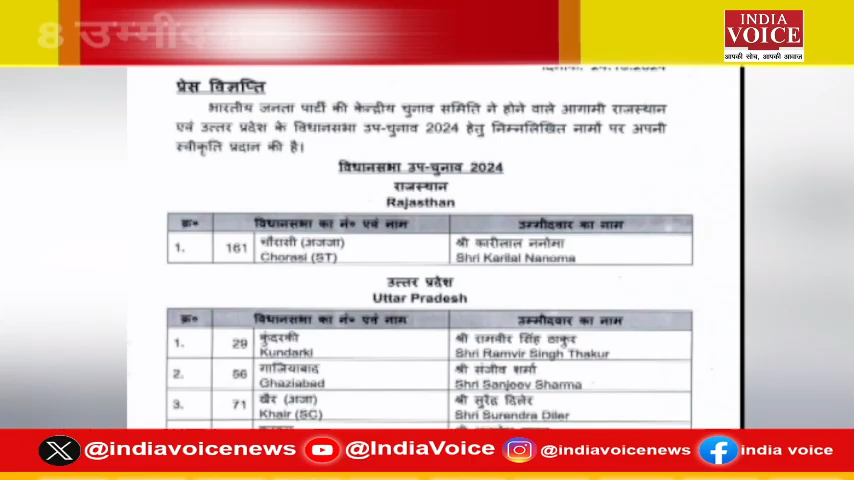 8 उम्मीद
INDIA
VOICE
आपकी सोच, आपकी आवाज
प्रेस विज्ञप्ति
भारतीय जनता पार्टी की केन्द्रीय चुनाव समिति ने होने वाले आगामी राजस्थान
एवं उत्तर प्रदेश के विधानसभा उप-चुनाव 2024 हेतु निम्नलिखित नामों पर अपनी
स्वीकृति प्रदान की है।
विधानसभा उप-चुनाव 2024
राजस्थान
Rajasthan
क्र० विधानसभा का नं० एवं नाम उम्मीदवार का नाम
1. 161 चौरासी (अजजा) श्री कारीलाल ननोमा
Chorasi (ST) Shri Karilal Nanoma
उत्तर प्रदेश
Uttar Pradesh
क्र० विधानसभा का नं० एवं नाम उम्मीदवार का नाम
1. 29 कुंदरकी श्री रामवीर सिंह ठाकुर
Kundarki Shri Ramvir Singh Thakur
2. 56 गाजियाबाद श्री संजीव शर्मा
Ghaziabad Shri Sanjeev Sharma
3. 71 खैर (अजा) श्री सुरेन्द्र दिलेर
Khair (SC) Shri Surendra Diler
@indiavoicenews @IndiaVoice @indiavoicenews india voice